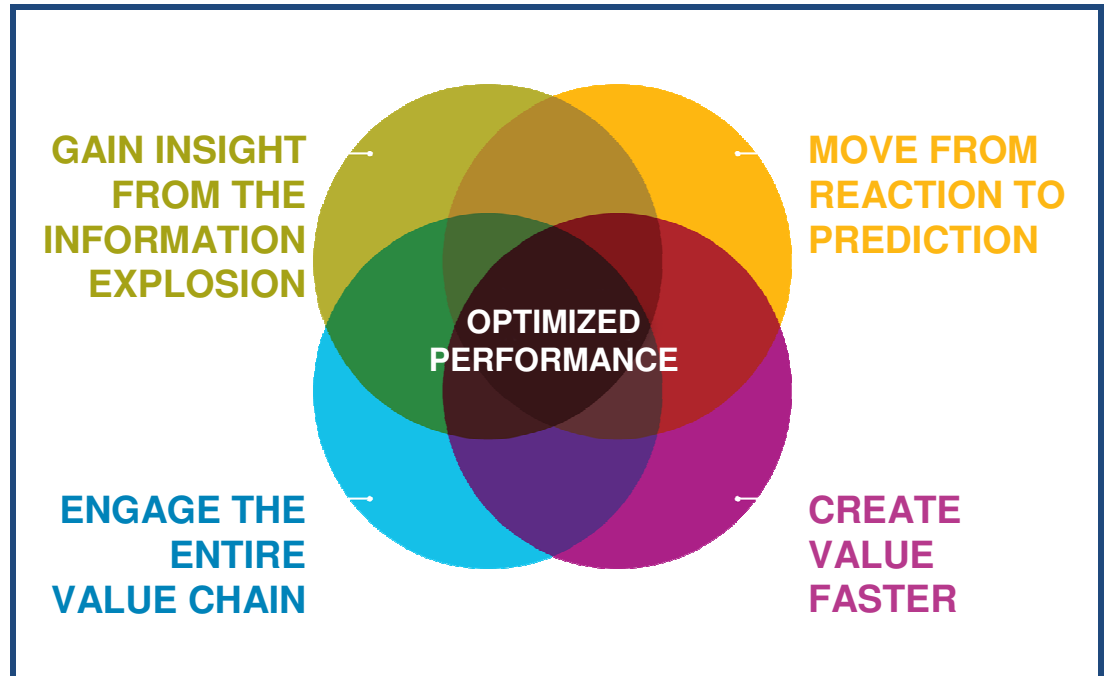 GAIN INSIGHT
FROM THE
INFORMATION
EXPLOSION
MOVE FROM
REACTION TO
PREDICTION
OPTIMIZED
PERFORMANCE
ENGAGE THE
ENTIRE
VALUE CHAIN
CREATE
VALUE
FASTER